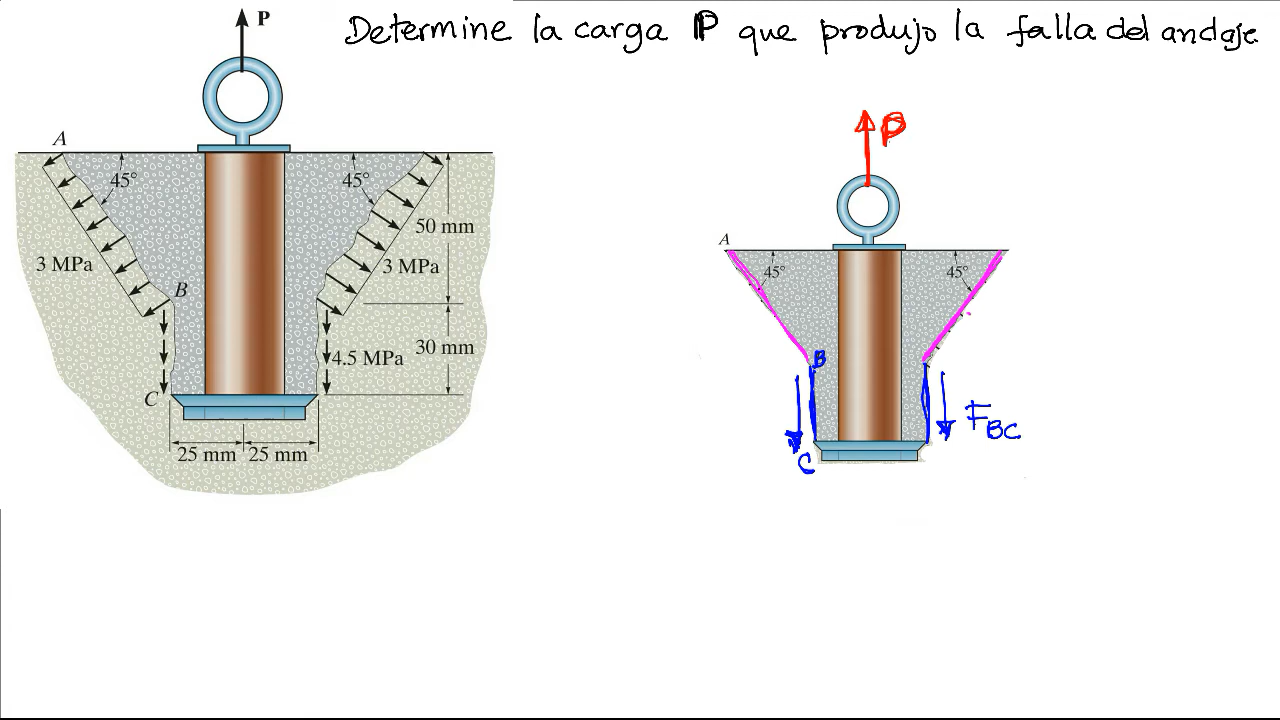 P
Determine la carga P que produjo la falla del anclaje
A
45°
45°
50 mm
3 MPa
3 MPa
B
4.5 MPa
30 mm
C
25 mm
25 mm
P
A
45°
45°
B
F_BC
C